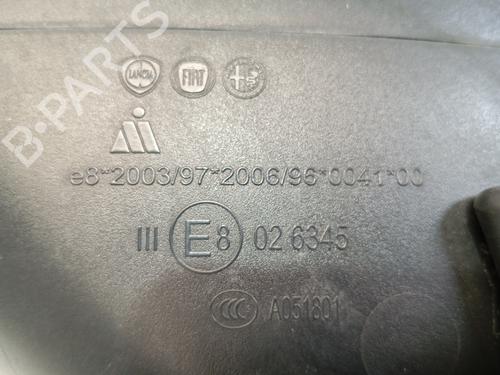 LANCIA FIAT
e8*2003/97*2006/96*0041*00
III E8 02 6345
CCC A051801
B-PARTS